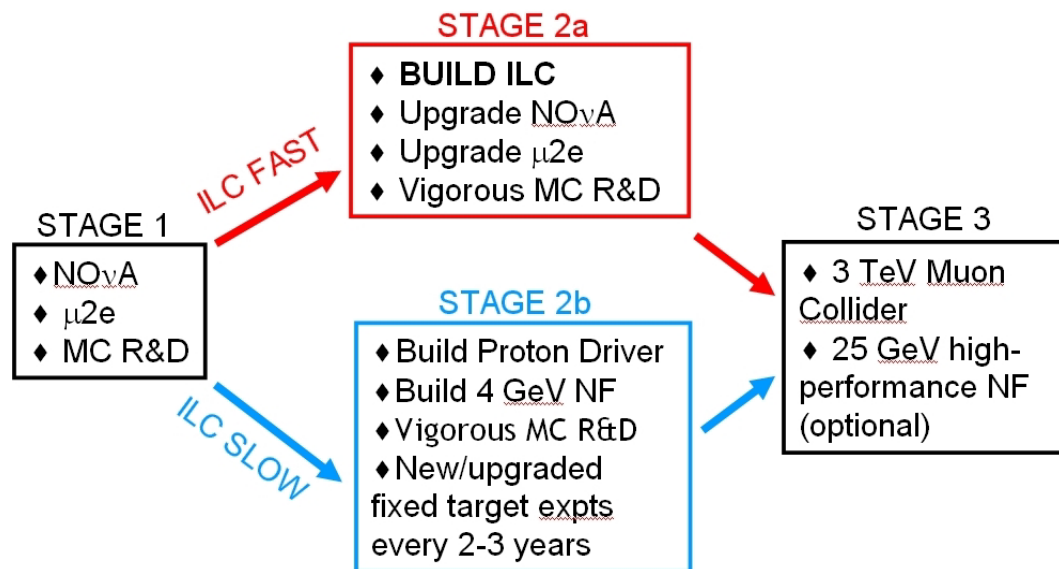 STAGE 2a
♦ BUILD ILC
♦ Upgrade NOνA
♦ Upgrade μ2e
♦ Vigorous MC R&D
ILC FAST
STAGE 1
♦NOνA
♦ μ2e
♦ MC R&D
ILC SLOW
STAGE 2b
♦Build Proton Driver
♦Build 4 GeV NF
♦Vigorous MC R&D
♦New/upgraded
fixed target expts
every 2-3 years
STAGE 3
♦ 3 TeV Muon
Collider
♦ 25 GeV high-
performance NF
(optional)